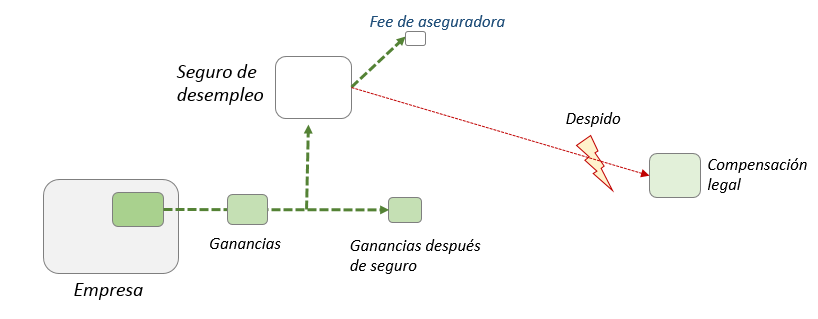 Fee de aseguradora
Seguro de
desempleo
Despido
Compensación
legal
Ganancias
Ganancias después
de seguro
Empresa